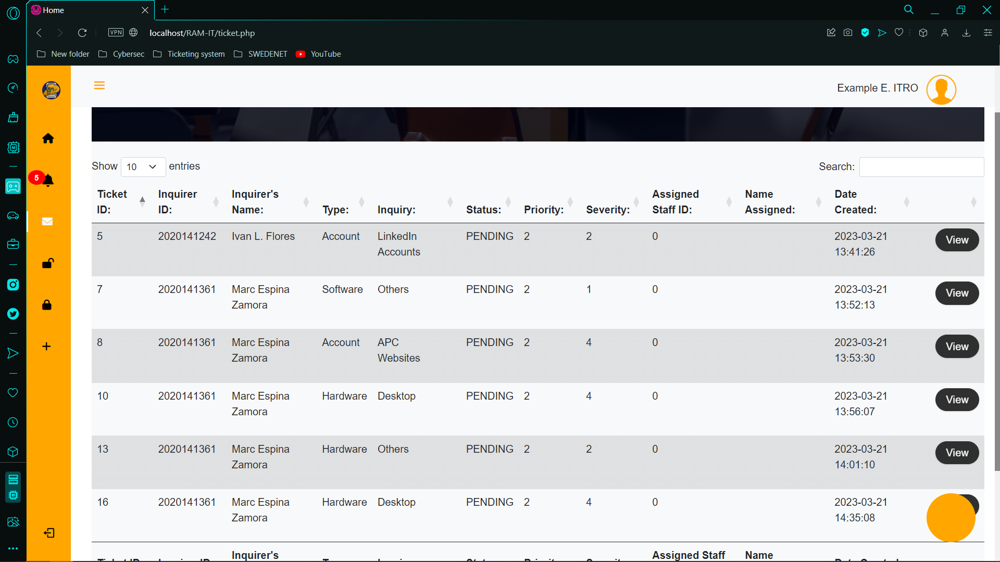 Home
VPN localhost/RAM-IT/ticket.php
New folder Cybersec Ticketing system SWEDENET YouTube
Example E. ITRO
5
Show 10 entries Search:
Ticket ID: Inquirer ID: Inquirer's Name: Type: Inquiry: Status: Priority: Severity: Assigned Staff ID: Name Assigned: Date Created:
5 2020141242 Ivan L. Flores Account LinkedIn Accounts PENDING 2 2 0 2023-03-21 13:41:26 View
7 2020141361 Marc Espina Zamora Software Others PENDING 2 1 0 2023-03-21 13:52:13 View
8 2020141361 Marc Espina Zamora Account APC Websites PENDING 2 4 0 2023-03-21 13:53:30 View
10 2020141361 Marc Espina Zamora Hardware Desktop PENDING 2 4 0 2023-03-21 13:56:07 View
13 2020141361 Marc Espina Zamora Hardware Others PENDING 2 2 0 2023-03-21 14:01:10 View
16 2020141361 Marc Espina Zamora Hardware Desktop PENDING 2 4 0 2023-03-21 14:35:08
Inquirer's Assigned Staff Name